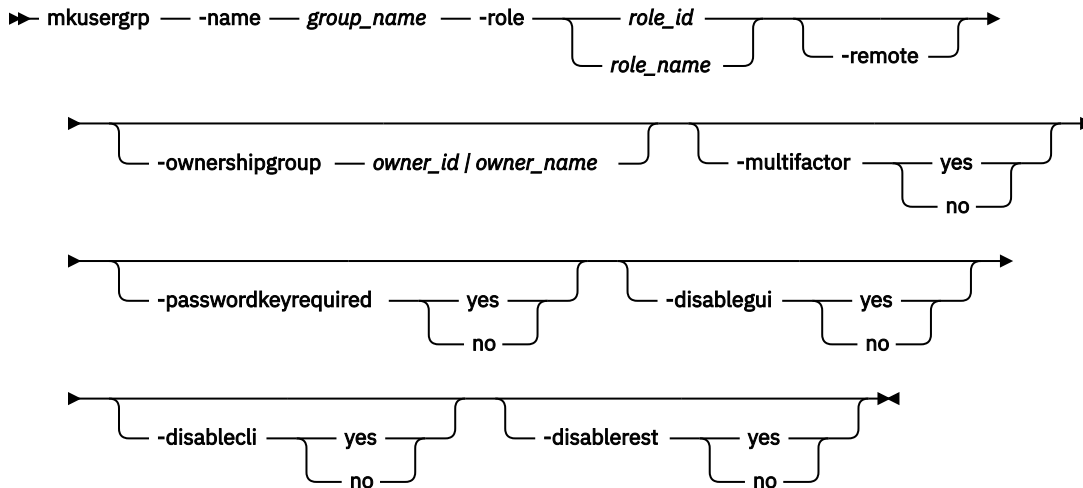 mkusergrp -name group_name -role role_id
role_name -remote
-ownershipgroup owner_id / owner_name -multifactor yes
no
-passwordkeyrequired yes -disablegui yes
no no
-disablecli yes -disablerest yes
no no